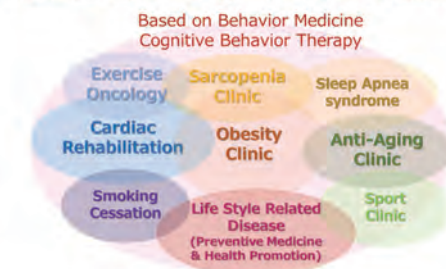 Based on Behavior Medicine
Cognitive Behavior Therapy
Exercise
Oncology
Sarcopenia
Clinic
Sleep Apnea
syndrome
Cardiac
Rehabilitation
Obesity
Clinic
Anti-Aging
Clinic
Smoking
Cessation
Life Style Related
Disease
(Preventive Medicine
& Health Promotion)
Sport
Clinic